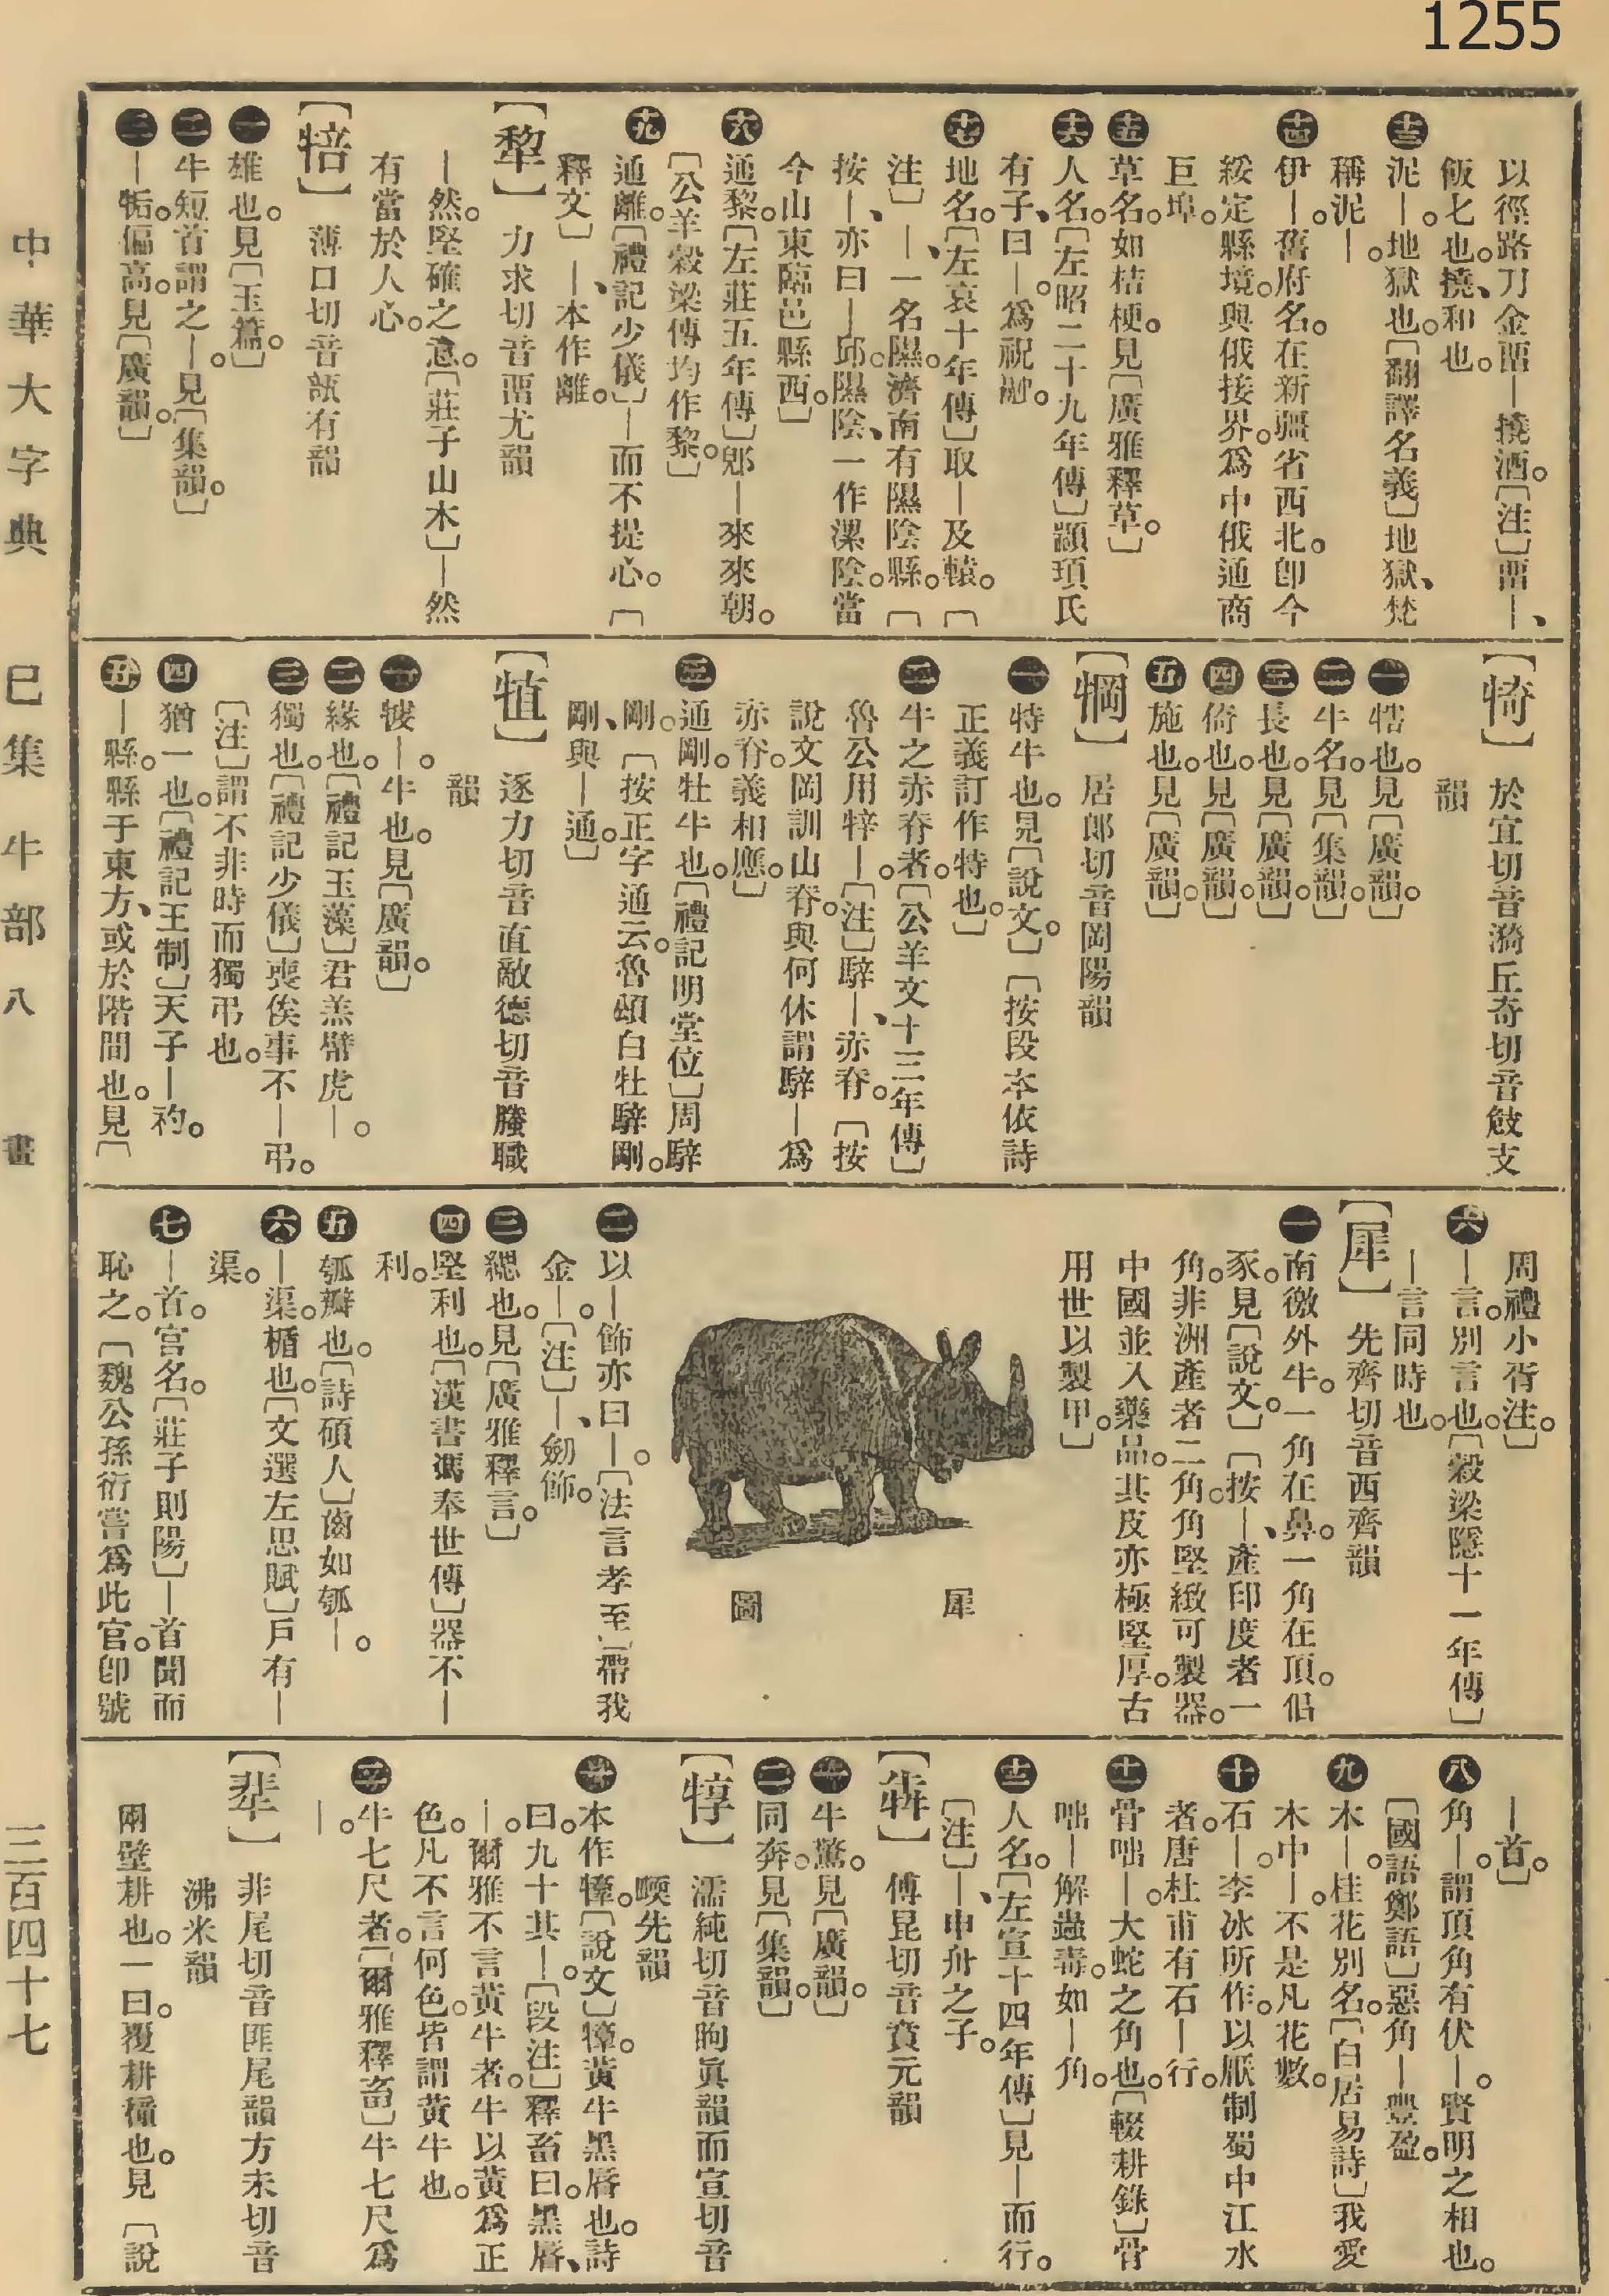 1255
以徑路刀金畱—撓酒。〔注〕畱—、
飯匕也。撓、和也。
十三 泥—。地獄也。〔翻譯名義〕地獄、梵
稱泥—。
十四 伊—。舊府名。在新疆省西北。卽今
綏定縣境。與俄接界。爲中俄通商
巨埠。
十五 草名。如桔梗。見〔廣雅釋草。〕
十六 人名。〔左昭二十九年傳〕顓頊氏
有子、曰—。爲祝融。
十七 地名。〔左哀十年傳〕取—及轅。〔
注〕—、一名隰。濟南有隰陰縣。〔
按—、亦曰—邱。隰陰、一作漯陰。當
今山東臨邑縣西。〕
十八 通黎。〔左莊五年傳〕郳—來來朝。
〔公羊穀梁傳均作黎。〕
十九 通離。〔禮記少儀〕—而不提心。〔
釋文〕—、本作離。
【犂】 力求切音畱尤韻
—然。堅確之意。〔莊子山木〕—然
有當於人心。
【㸬】 薄口切音瓿有韻
一 雄也。見〔玉篇。〕
二 牛短首謂之—。見〔集韻。〕
三 —㸸。偏高。見〔廣韻。〕
【犄】 於宜切音漪丘奇切音㩻支
韻
一 犗也。見〔廣韻。〕
二 牛名。見〔集韻。〕
三 長也。見〔廣韻。〕
四 倚也。見〔廣韻。〕
五 施也。見〔廣韻。〕
【犅】 居郎切音岡陽韻
一 特牛也。見〔說文。〕〔按段本依詩
正義訂作特也。〕
二 牛之赤脊者。〔公羊文十三年傳〕
魯公用牸—。〔注〕騂—、赤脊。〔按
說文岡訓山脊。與何休謂騂—爲
赤脊。義相應。〕
三 通剛。牡牛也。〔禮記明堂位〕周騂
剛。〔按正字通云。魯頌白牡騂剛。
剛、與—通。〕
【犆】 逐力切音直敵德切音螣職
韻
一 㹀—。牛也。見〔廣韻。〕
二 緣也。〔禮記玉藻〕君羔幦虎—。
三 獨也。〔禮記少儀〕喪俟事不—弔。
〔注〕謂不非時而獨弔也。
四 猶一也。〔禮記王制〕天子—礿。
五 —縣。縣于東方、或於階間也。見〔
周禮小胥注。〕
六 —言。別言也。〔穀梁隱十一年傳〕
—言同時也。
【犀】 先齊切音西齊韻
一 南徼外牛。一角在鼻。一角在頂。佀
豕。見〔說文。〕〔按—、產印度者一
角。非洲產者二角。角堅緻可製器。
中國並入藥品。其皮亦極堅厚。古
用世以製甲。〕
犀
圖
二 以—飾亦曰—。〔法言孝至〕帶我
金—。〔注〕—、劒飾。
三 緦也。見〔廣雅釋言。〕
四 堅利也。〔漢書馮奉世傳〕器不—
利。
五 瓠瓣也。〔詩碩人〕齒如瓠—。
六 —渠。楯也。〔文選左思賦〕戶有—
渠。
七 —首。官名。〔莊子則陽〕—首聞而
恥之。〔魏公孫衍嘗爲此官。卽號
—首。〕
八 角—。謂頂角有伏—。賢明之相也。
〔國語鄭語〕惡角—豐盈。
九 木—。桂花別名。〔白居易詩〕我愛
木中—。不是凡花數。
十 石—。李冰所作。以厭制蜀中江水
者。唐杜甫有石—行。
十一 骨咄—。大蛇之角也。〔輟耕錄〕骨
咄—解蟲毒。如—角。
十二 人名。〔左宣十四年傳〕見—而行。
〔注〕—、申舟之子。
【犇】 傅昆切音賁元韻
一 牛驚。見〔廣韻。〕
二 同奔。見〔集韻。〕
【犉】 濡純切音眴眞韻而宣切音
㬉先韻
一 本作犉。〔說文〕犉。黃牛黑脣也。詩
曰。九十其—。〔段注〕釋畜曰。黑脣、
—。爾雅不言黃牛者。牛以黃爲正
色。凡不言何色。皆謂黃牛也。
二 牛七尺者。〔爾雅釋畜〕牛七尺爲
—。
【㹃】 非尾切音匪尾韻方未切音
沸未韻
兩壁耕也。一曰。覆耕穜也。見〔說
中華大字典 巳集 牛部 八畫 三百四十七